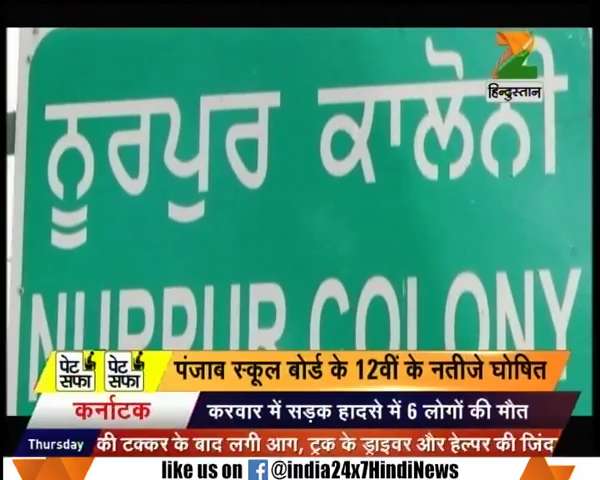 हिन्दुस्तान
ਨੂਰਪੁਰ ਕਾਲੋਨੀ
NURPUR COLONY
पेट सफा पेट सफा
पंजाब स्कूल बोर्ड के 12वीं के नतीजे घोषित
कर्नाटक
करवार में सड़क हादसे में 6 लोगों की मौत
Thursday
की टक्कर के बाद लगी आग, ट्रक के ड्राइवर और हेल्पर की
like us on f @india24x7HindiNews